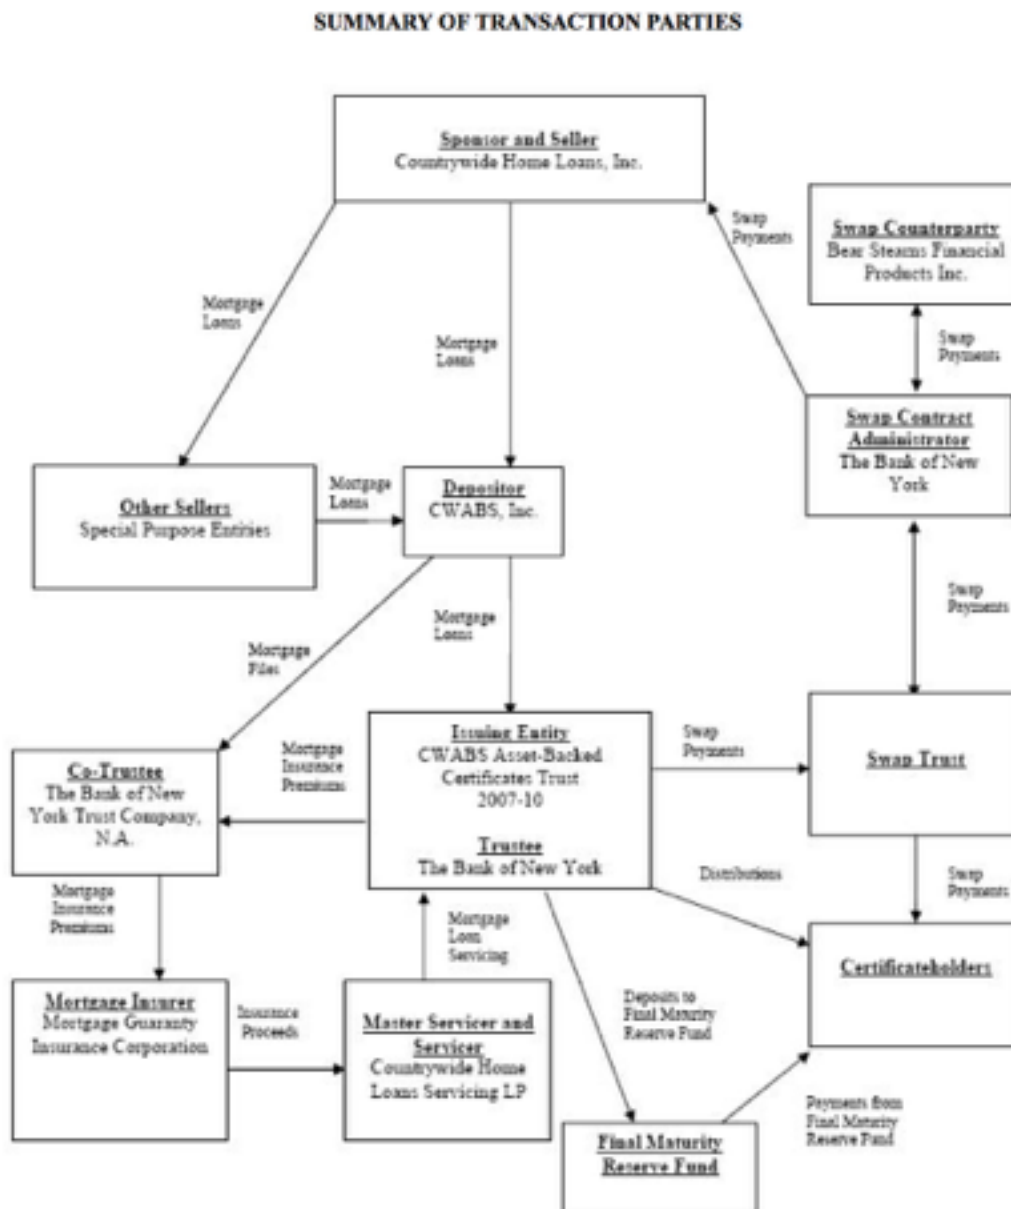 SUMMARY OF TRANSACTION PARTIES
Sponsor and Seller
Countrywide Home Loans, Inc.
Swap
Payments
Swap Counterparty
Bear Stearns Financial
Products Inc.
Mortgage
Loans
Mortgage
Loans
Swap
Payments
Swap Contract
Administrator
The Bank of New
York
Other Sellers
Special Purpose Entities
Mortgage
Loans
Depositor
CWABS, Inc.
Mortgage
Files
Mortgage
Loans
Swap
Payments
Co-Trustee
The Bank of New
York Trust Company,
N.A.
Mortgage
Insurance
Premiums
Issuing Entity
CWABS Asset-Backed
Certificates Trust
2007-10
Trustee
The Bank of New York
Swap
Payments
Swap Trust
Distributions
Swap
Payments
Mortgage
Insurance
Premiums
Mortgage
Loan
Servicing
Certificateholders
Mortgage Insurer
Mortgage Guaranty
Insurance Corporation
Insurance
Proceeds
Master Servicer and
Servicer
Countrywide Home
Loans Servicing LP
Deposits to
Final Maturity
Reserve Fund
Payments from
Final Maturity
Reserve Fund
Final Maturity
Reserve Fund